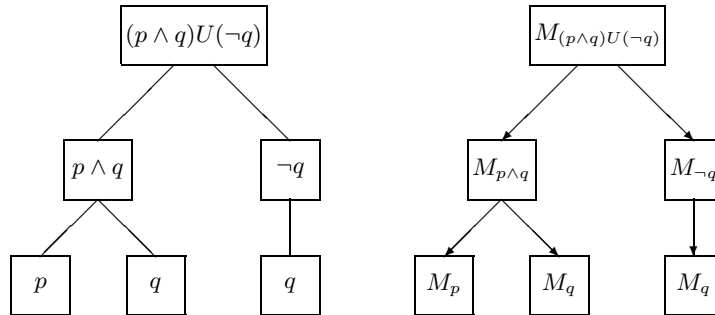 (p ∧ q)U(¬q) M_{(p∧q)U(¬q)}
p ∧ q ¬q M_{p∧q} M_{¬q}
p q q M_p M_q M_q